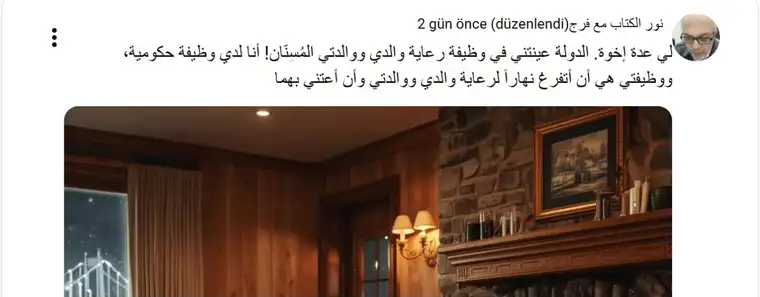 نور الكتاب مع فرج(düzenlendi) 2 gün önce
لي عدة إخوة. الدولة عينتني في وظيفة رعاية والدي ووالدتي المُسِنّان! أنا لدي وظيفة حكومية،
ووظيفتي هي أن أتفرغ نهاراً لرعاية والدي ووالدتي وأن أعتني بهما